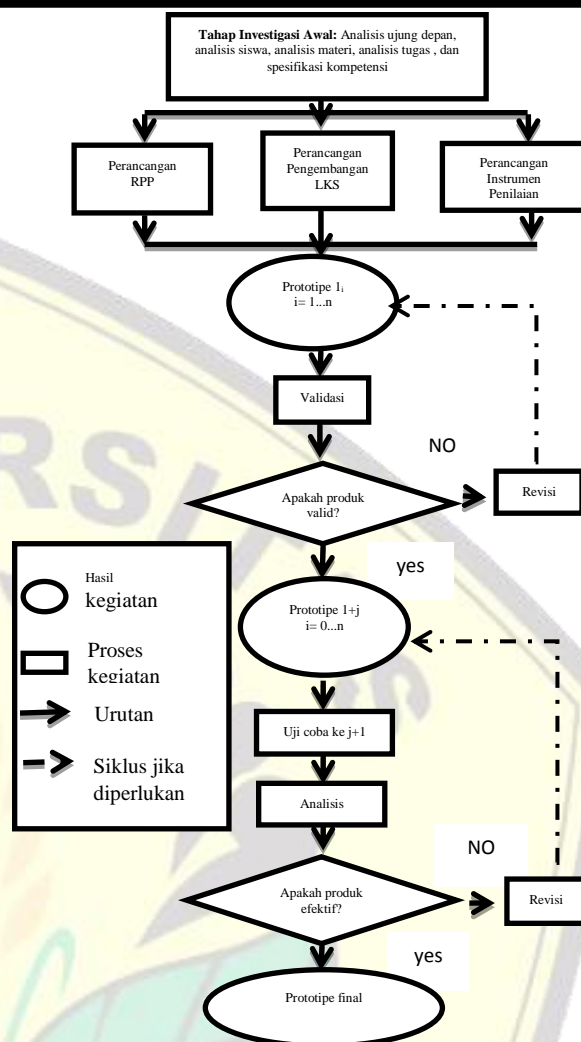 Tahap Investigasi Awal: Analisis ujung depan,
analisis siswa, analisis materi, analisis tugas , dan
spesifikasi kompetensi
Perancangan
RPP
Perancangan
Pengembangan
LKS
Perancangan
Instrumen
Penilaian
Prototipe 1ᵢ
i= 1...n
Validasi
NO
Apakah produk
valid?
Revisi
yes
Hasil
kegiatan
Proses
kegiatan
Urutan
Siklus jika
diperlukan
Prototipe 1+j
i= 0...n
Uji coba ke j+1
Analisis
NO
Apakah produk
efektif?
Revisi
yes
Prototipe final